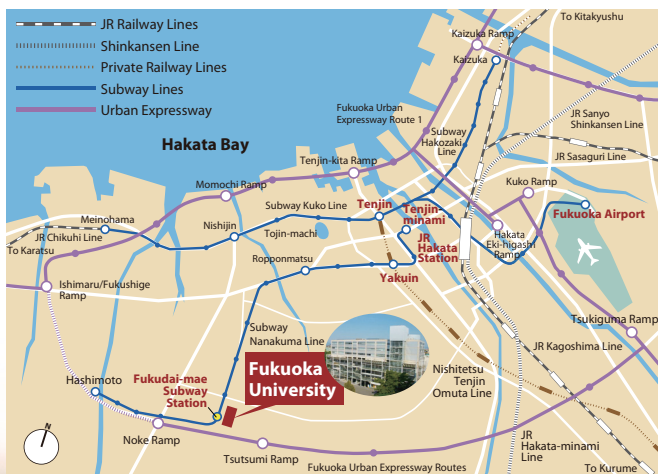 JR Railway Lines
Shinkansen Line
Private Railway Lines
Subway Lines
Urban Expressway
To Kitakyushu
Kaizuka Ramp
Kaizuka
Fukuoka Urban
Expressway Route 1
Subway
Hakozaki
Line
JR Sanyo
Shinkansen Line
JR Sasaguri Line
Hakata Bay
Tenjin-kita Ramp
Momochi Ramp
Kuko Ramp
Fukuoka Airport
Subway Kuko Line
Tenjin
Tenjin-
minami
Meinohama
Nishijin
Tojin-machi
JR Chikuhi Line
To Karatsu
JR
Hakata
Station
Hakata
Eki-higashi
Ramp
Ropponmatsu
Yakuin
Ishimaru/Fukushige
Ramp
Tsukiguma Ramp
Subway
Nanakuma Line
JR Kagoshima Line
Hashimoto
Fukudai-mae
Subway
Station
Fukuoka
University
Nishitetsu
Tenjin
Omuta Line
N
Noke Ramp
Tsutsumi Ramp
Fukuoka Urban Expressway Routes
JR
Hakata-minami
Line
To Kurume